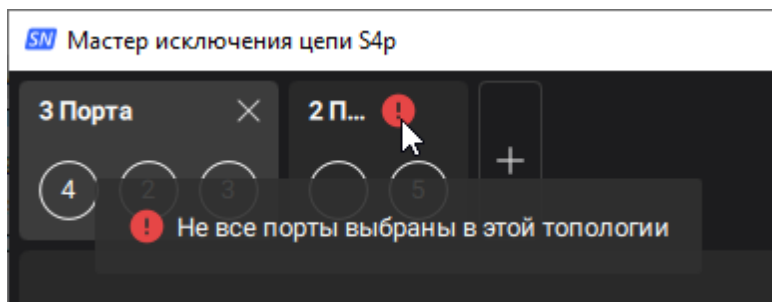 SN Мастер исключения цепи S4p
3 Порта
2 П...
4 2 3
5
Не все порты выбраны в этой топологии